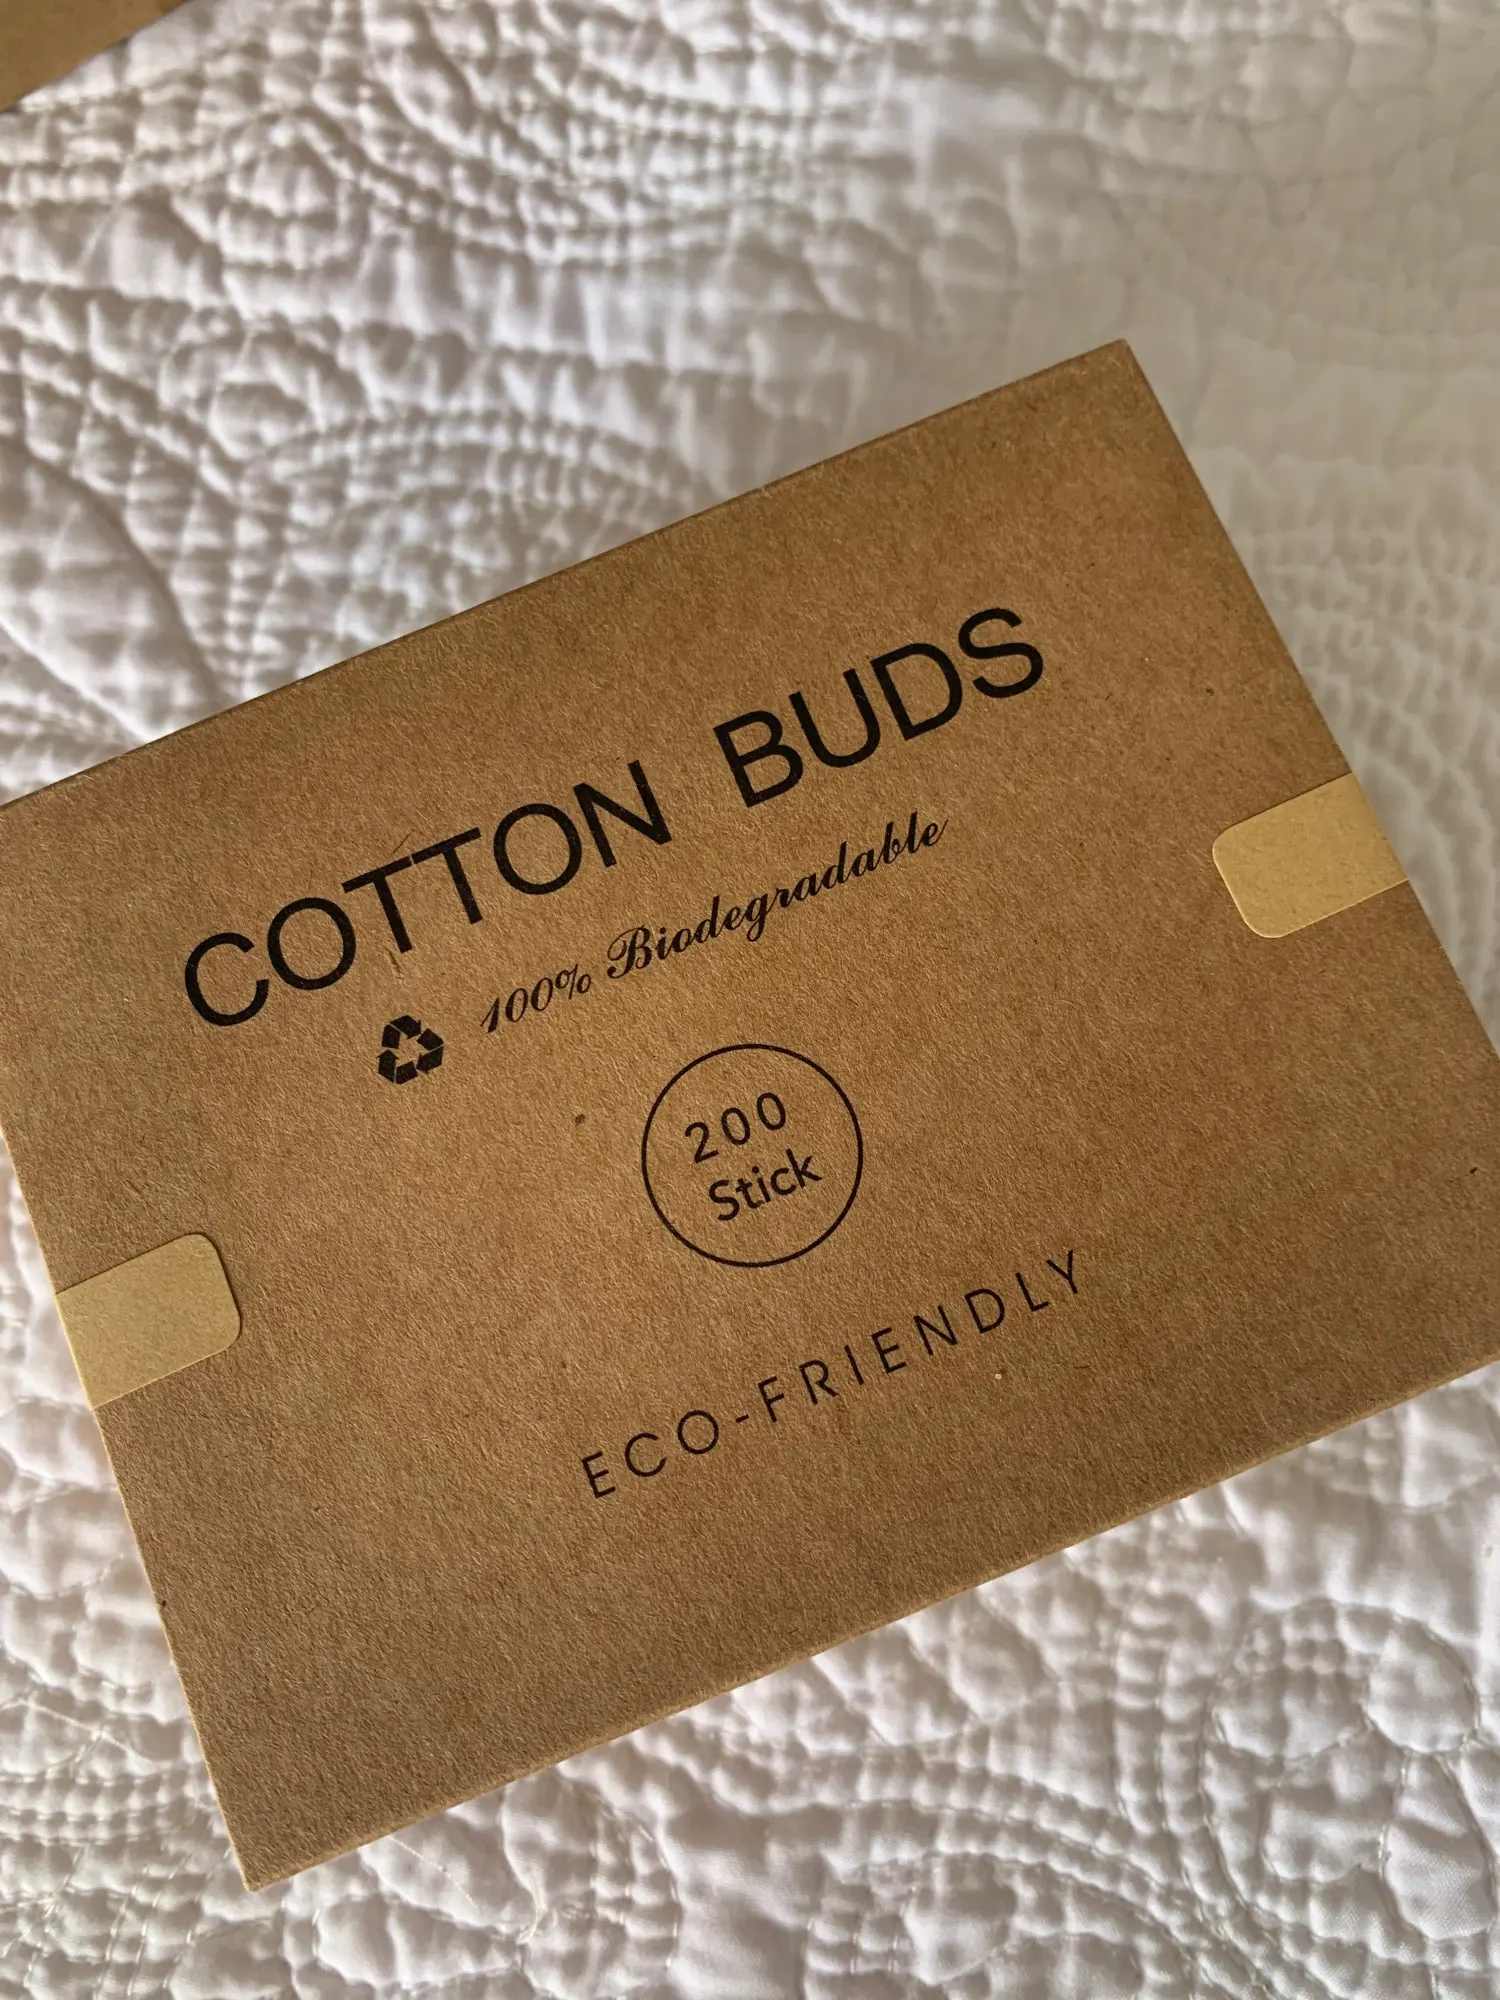 COTTON BUDS
100% Biodegradable
200
Stick
ECO-FRIENDLY